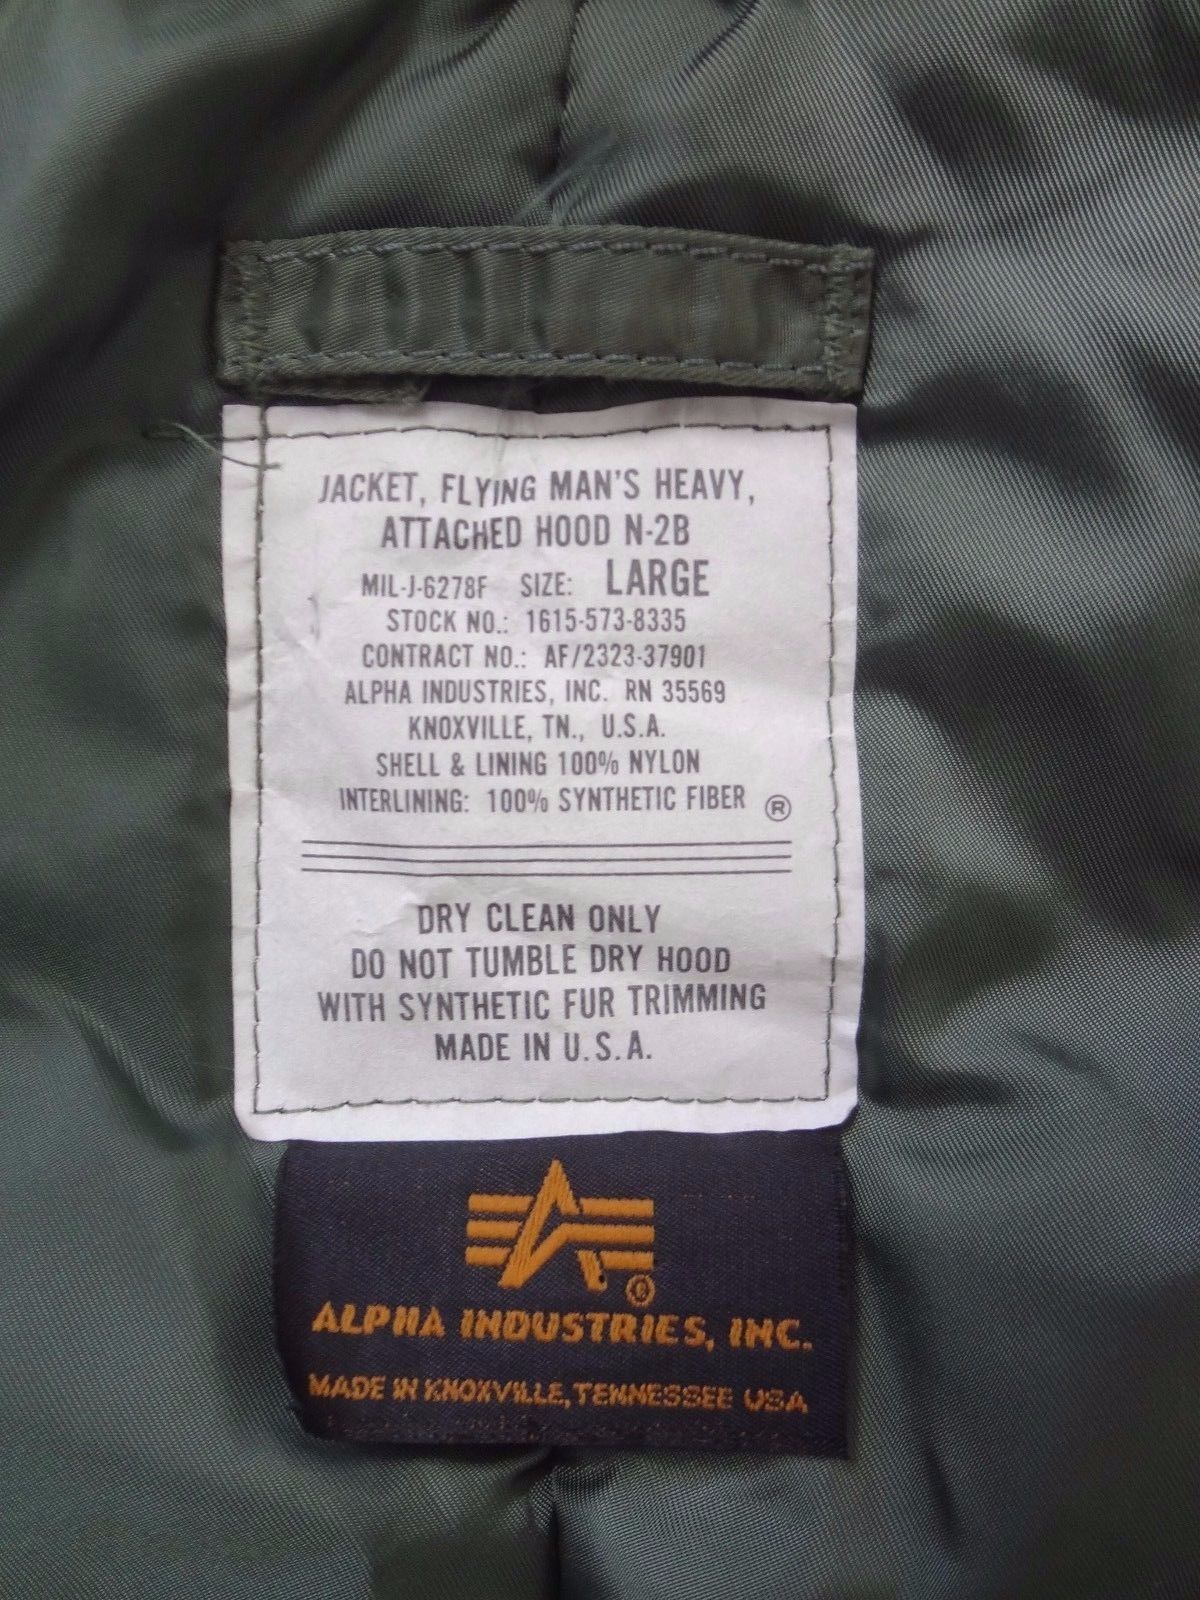 JACKET, FLYING MAN'S HEAVY,
ATTACHED HOOD N-2B
MIL-J-6278F SIZE: LARGE
STOCK NO.: 1615-573-8335
CONTRACT NO.: AF/2323-37901
ALPHA INDUSTRIES, INC. RN 35569
KNOXVILLE, TN., U.S.A.
SHELL & LINING 100% NYLON
INTERLINING: 100% SYNTHETIC FIBER ®
DRY CLEAN ONLY
DO NOT TUMBLE DRY HOOD
WITH SYNTHETIC FUR TRIMMING
MADE IN U.S.A.
®
ALPHA INDUSTRIES, INC.
MADE IN KNOXVILLE, TENNESSEE USA